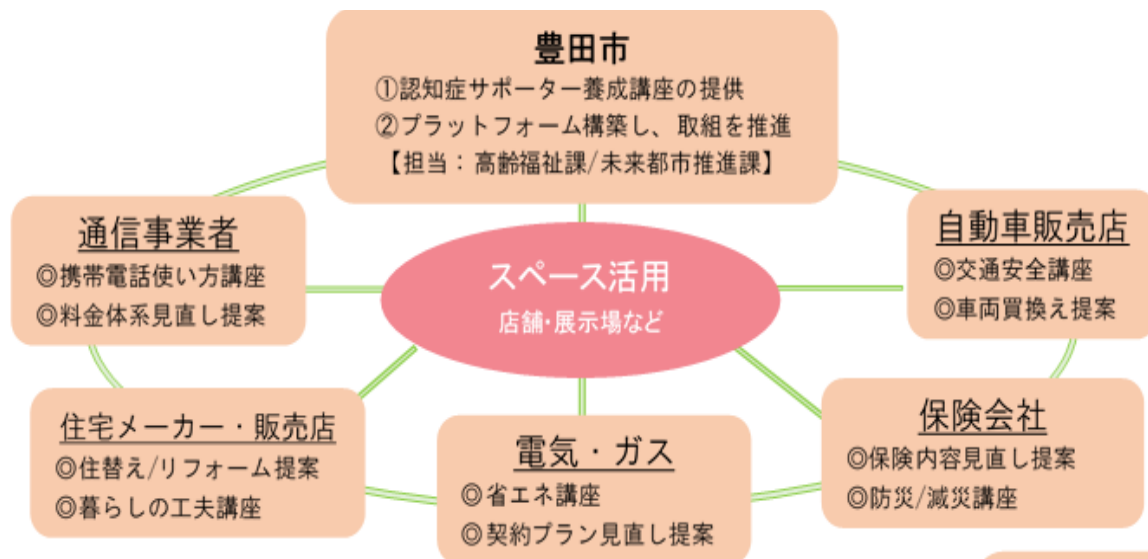 豊田市
①認知症サポーター養成講座の提供
②プラットフォーム構築し、取組を推進
【担当：高齢福祉課/未来都市推進課】
通信事業者
◎携帯電話使い方講座
◎料金体系見直し提案
スペース活用
店舗・展示場など
自動車販売店
◎交通安全講座
◎車両買換え提案
住宅メーカー・販売店
◎住替え/リフォーム提案
◎暮らしの工夫講座
電気・ガス
◎省エネ講座
◎契約プラン見直し提案
保険会社
◎保険内容見直し提案
◎防災/減災講座